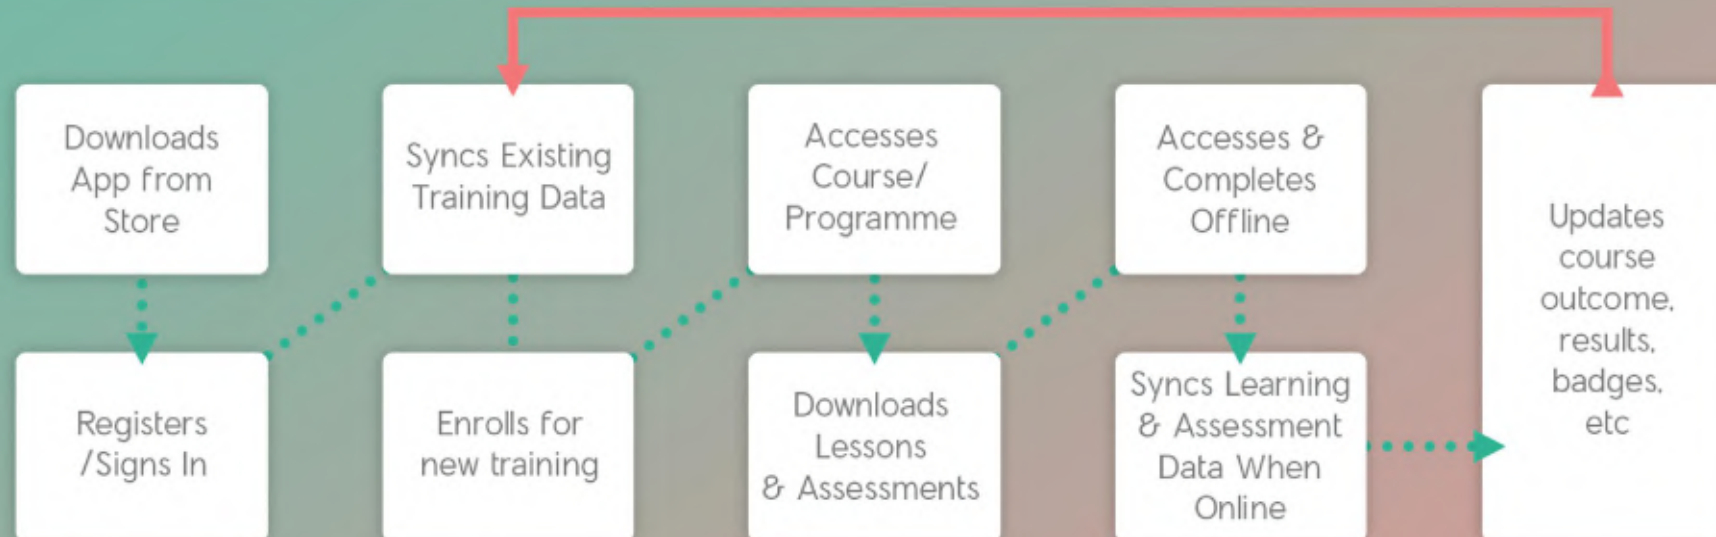 Downloads
App from
Store
Registers
/Signs In
Syncs Existing
Training Data
Enrolls for
new training
Accesses
Course/
Programme
Downloads
Lessons
& Assessments
Accesses &
Completes
Offline
Syncs Learning
& Assessment
Data When
Online
Updates
course
outcome,
results,
badges,
etc